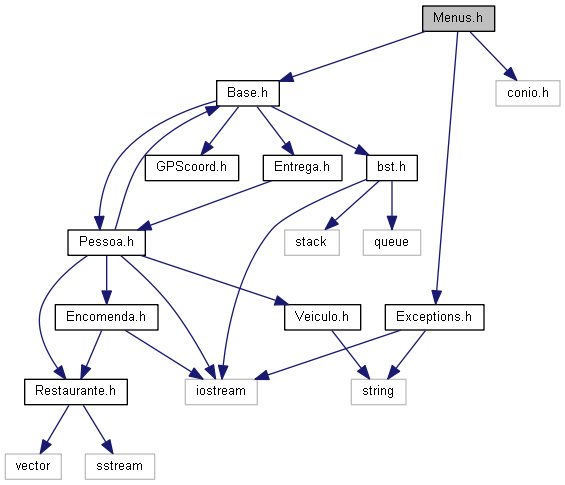 Menus.h
Base.h
conio.h
GPScoord.h
Entrega.h
bst.h
Pessoa.h
stack
queue
Encomenda.h
Veiculo.h
Exceptions.h
Restaurante.h
iostream
string
vector
sstream